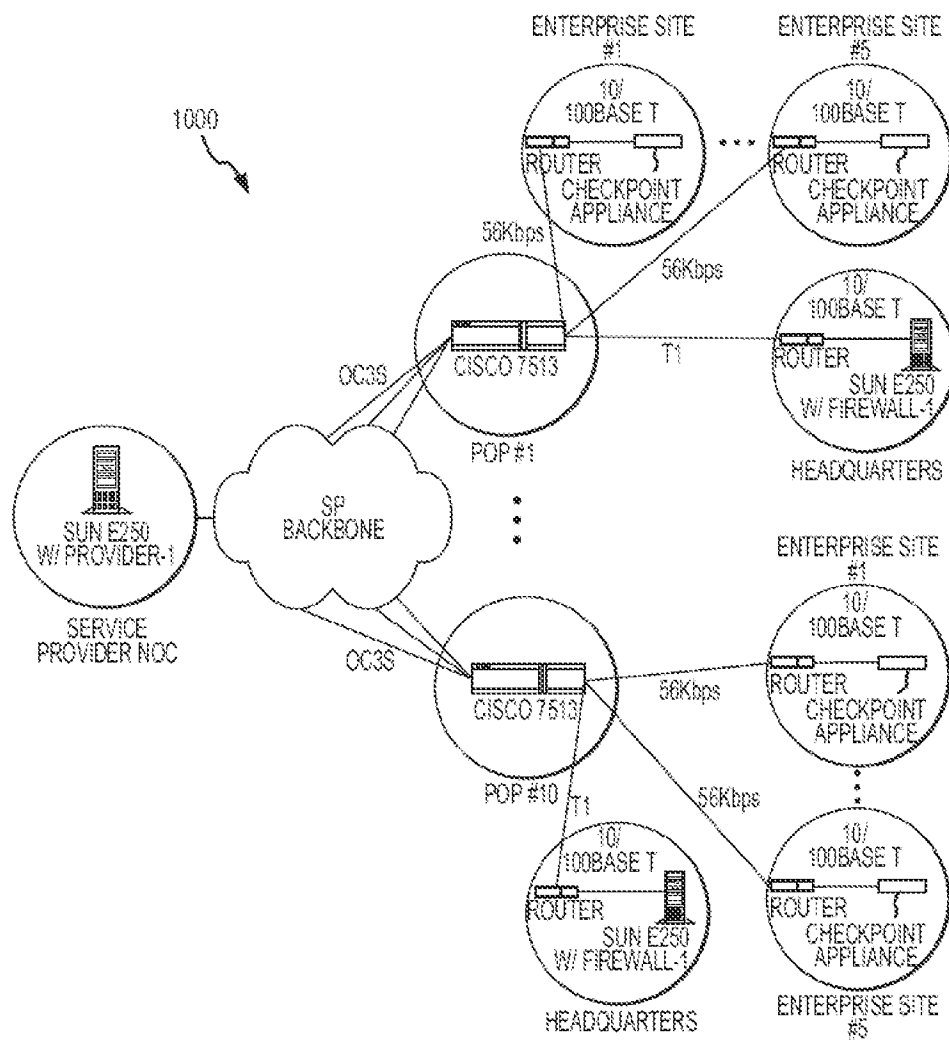 1000
ENTERPRISE SITE
#1
10/
100BASE T
ROUTER
CHECKPOINT
APPLIANCE
ENTERPRISE SITE
#5
10/
100BASE T
ROUTER
CHECKPOINT
APPLIANCE
56Kbps
56Kbps
10/
100BASE T
ROUTER
SUN E250
W/ FIREWALL-1
HEADQUARTERS
T1
CISCO 7513
POP #1
OC3S
SP
BACKBONE
SUN E250
W/ PROVIDER-1
SERVICE
PROVIDER NOC
OC3S
CISCO 7513
POP #10
ENTERPRISE SITE
#1
10/
100BASE T
ROUTER
CHECKPOINT
APPLIANCE
56Kbps
56Kbps
T1
10/
100BASE T
ROUTER
SUN E250
W/ FIREWALL-1
HEADQUARTERS
10/
100BASE T
ROUTER
CHECKPOINT
APPLIANCE
ENTERPRISE SITE
#5